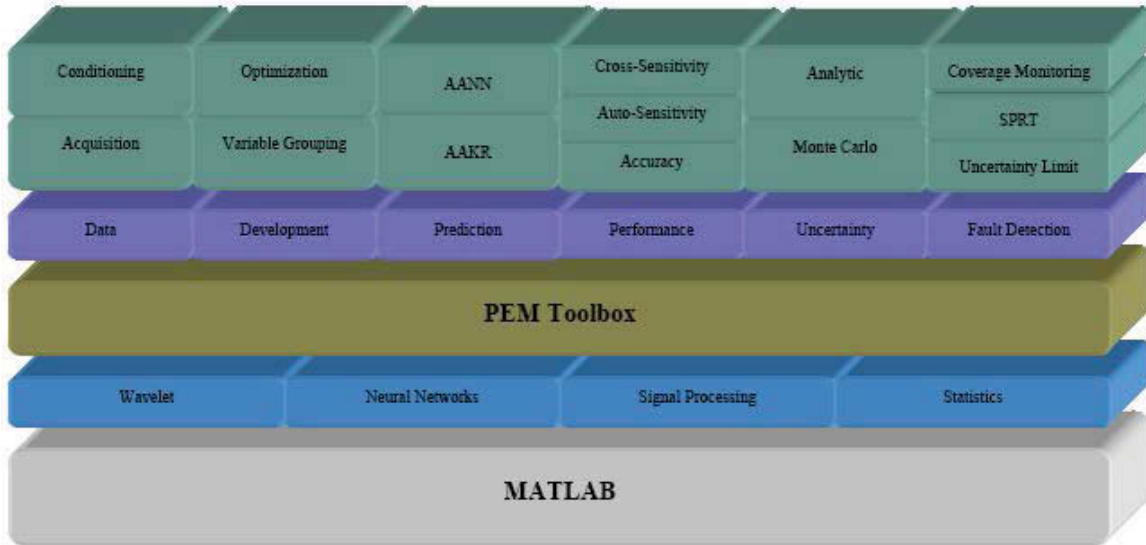 Conditioning
Optimization
AANN
Cross-Sensitivity
Analytic
Coverage Monitoring
Auto-Sensitivity
SPRT
Acquisition
Variable Grouping
AAKR
Accuracy
Monte Carlo
Uncertainty Limit
Data
Development
Prediction
Performance
Uncertainty
Fault Detection
PEM Toolbox
Wavelet
Neural Networks
Signal Processing
Statistics
MATLAB